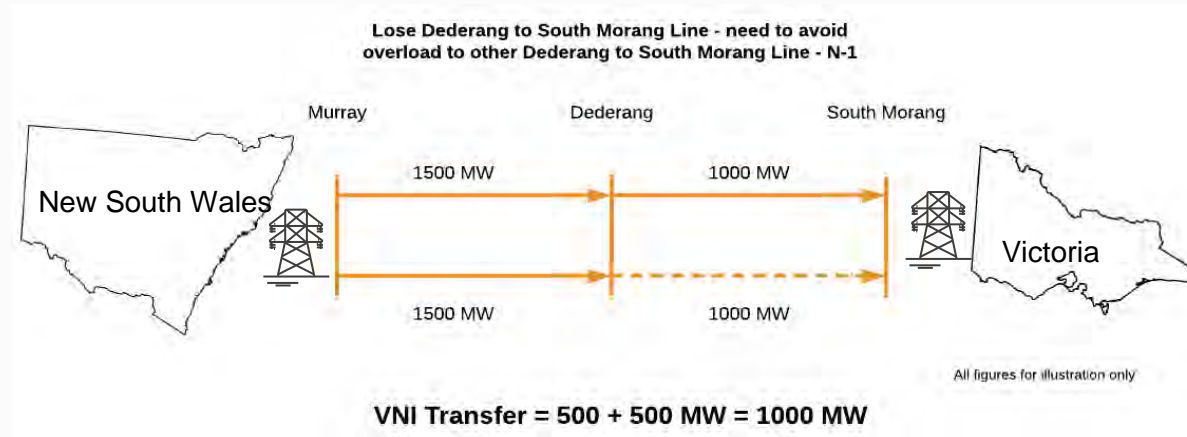 Lose Dederang to South Morang Line - need to avoid
overload to other Dederang to South Morang Line - N-1
Murray
Dederang
South Morang
1500 MW
1000 MW
New South Wales
Victoria
1500 MW
1000 MW
All figures for illustration only
VNI Transfer = 500 + 500 MW = 1000 MW